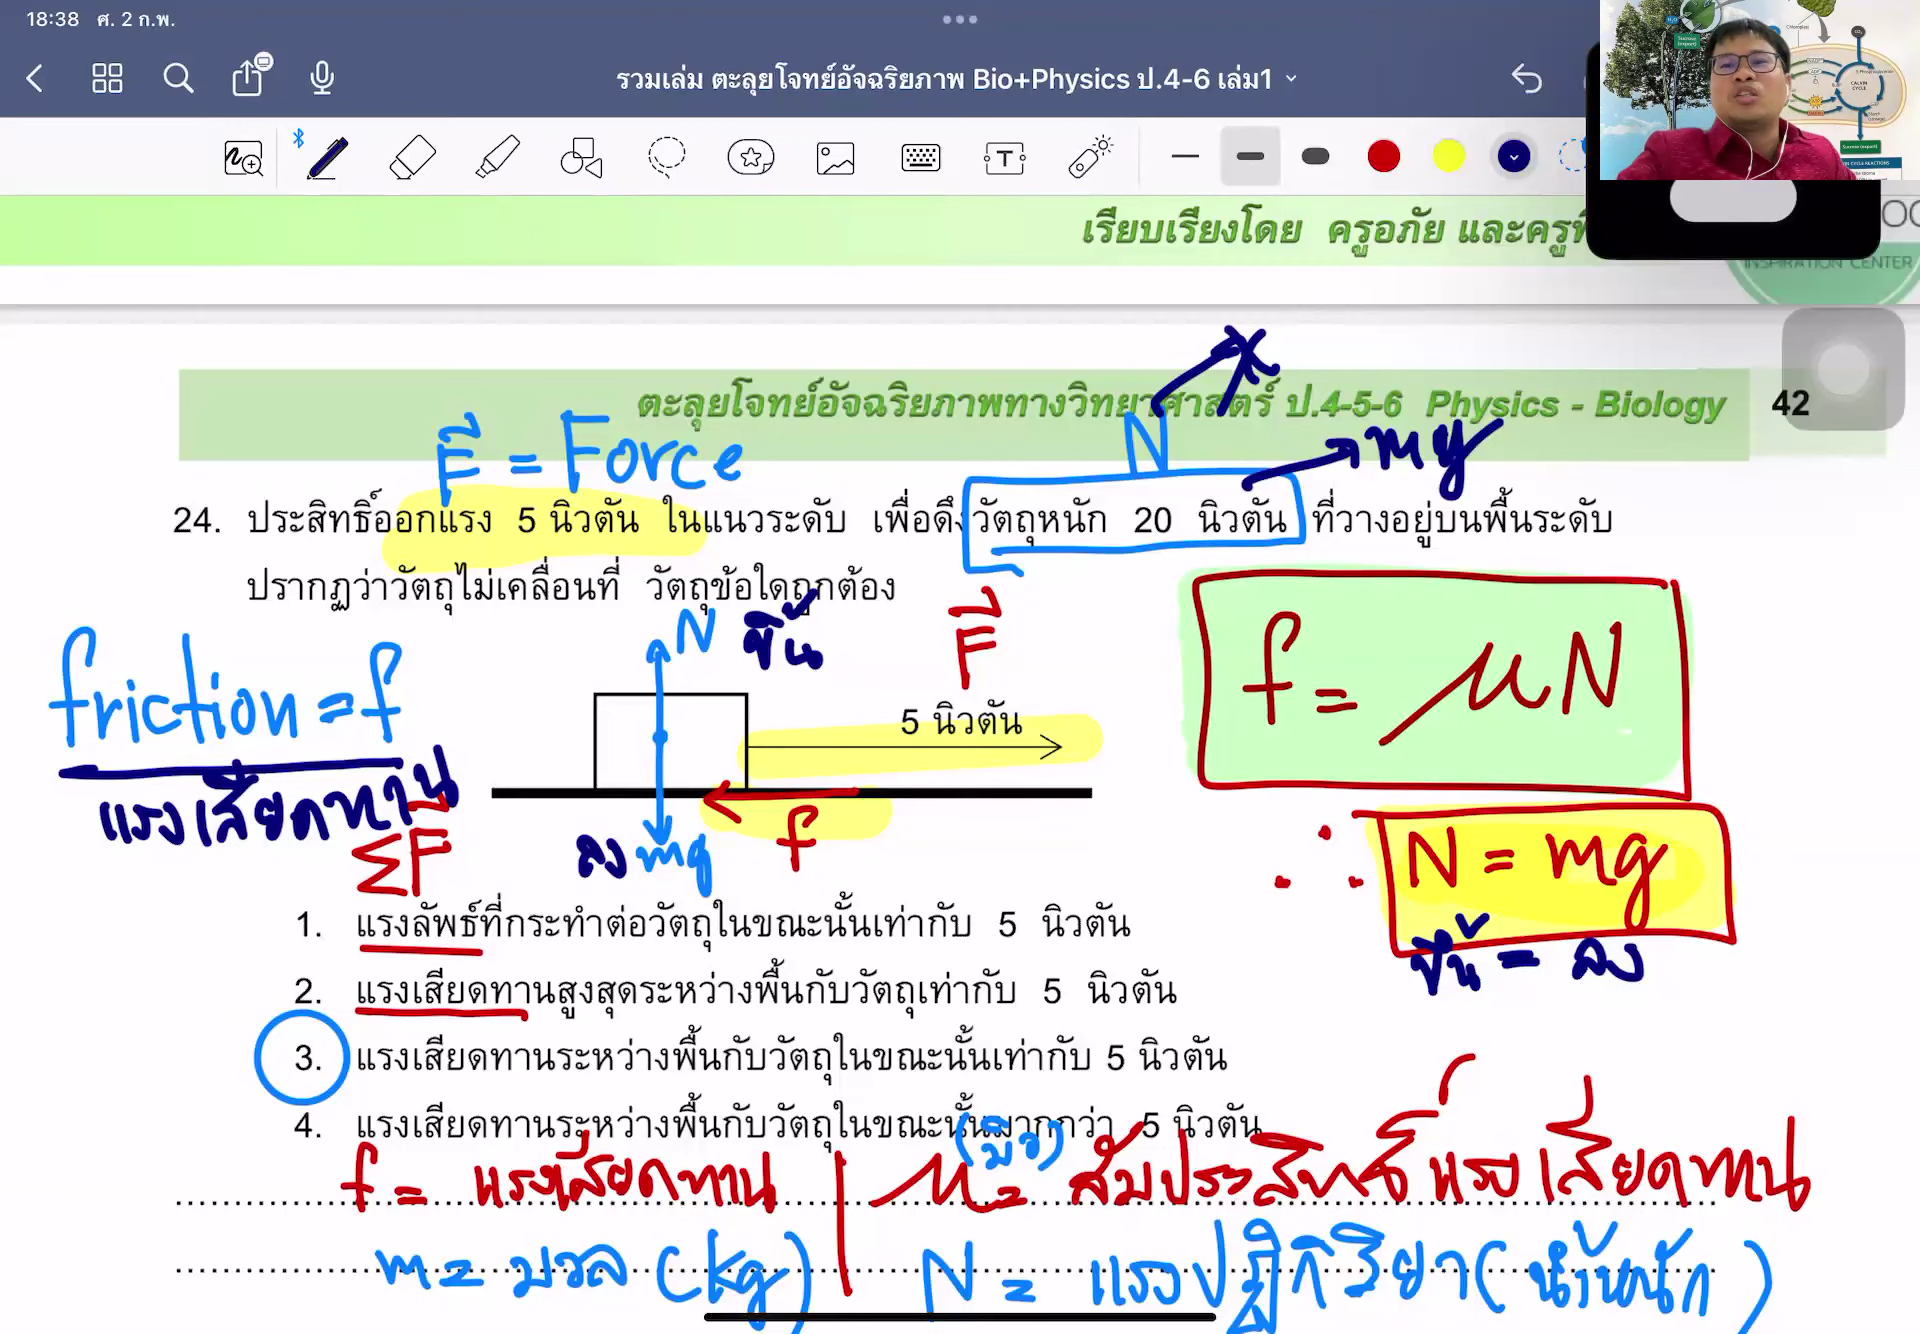 18:38 ศ. 2 ก.พ.
รวมเล่ม ตะลุยโจทย์อัจฉริยภาพ Bio+Physics ป.4-6 เล่ม1
เรียบเรียงโดย ครูอภัย และครู
INSPIRATION CENTER
ตะลุยโจทย์อัจฉริยภาพทางวิทยาศาสตร์ ป.4-5-6 Physics - Biology 42
F = Force
N
mg
24. ประสิทธิ์ออกแรง 5 นิวตัน ในแนวระดับ เพื่อดึงวัตถุหนัก 20 นิวตัน ที่วางอยู่บนพื้นระดับ
ปรากฏว่าวัตถุไม่เคลื่อนที่ วัตถุข้อใดถูกต้อง
N ขึ้น
F
f = μN
friction = f
แรงเสียดทาน
5 นิวตัน
f
ลง mg
∴ N = mg
ขึ้น = ลง
ΣF
1. แรงลัพธ์ที่กระทำต่อวัตถุในขณะนั้นเท่ากับ 5 นิวตัน
2. แรงเสียดทานสูงสุดระหว่างพื้นกับวัตถุเท่ากับ 5 นิวตัน
3. แรงเสียดทานระหว่างพื้นกับวัตถุในขณะนั้นเท่ากับ 5 นิวตัน
4. แรงเสียดทานระหว่างพื้นกับวัตถุในขณะนั้นมากกว่า 5 นิวตัน
f = แรงเสียดทาน
(มิว)
μ = สัมประสิทธิ์แรงเสียดทาน
m = มวล (kg)
N = แรงปฏิกิริยา (น้ำหนัก)